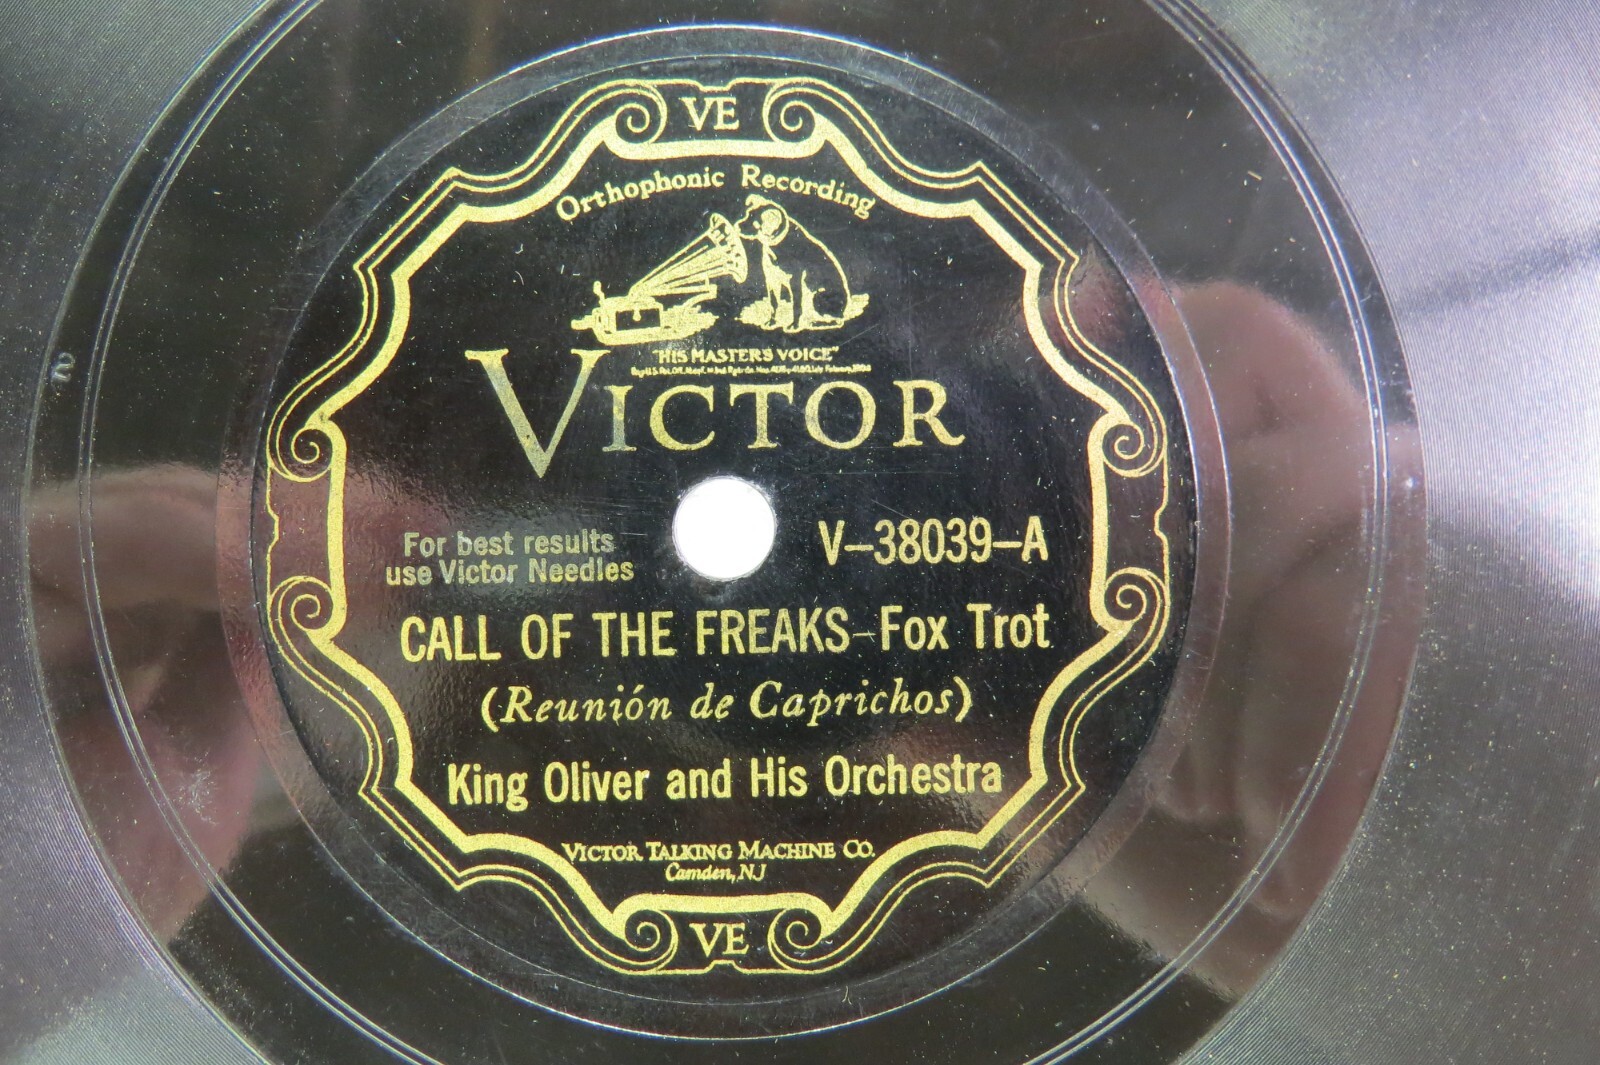 VE
Orthophonic Recording
"HIS MASTER'S VOICE"
VICTOR
For best results
use Victor Needles
V-38039-A
CALL OF THE FREAKS-Fox Trot
(Reunión de Caprichos)
King Oliver and His Orchestra
VICTOR TALKING MACHINE CO.
Camden, NJ
VE